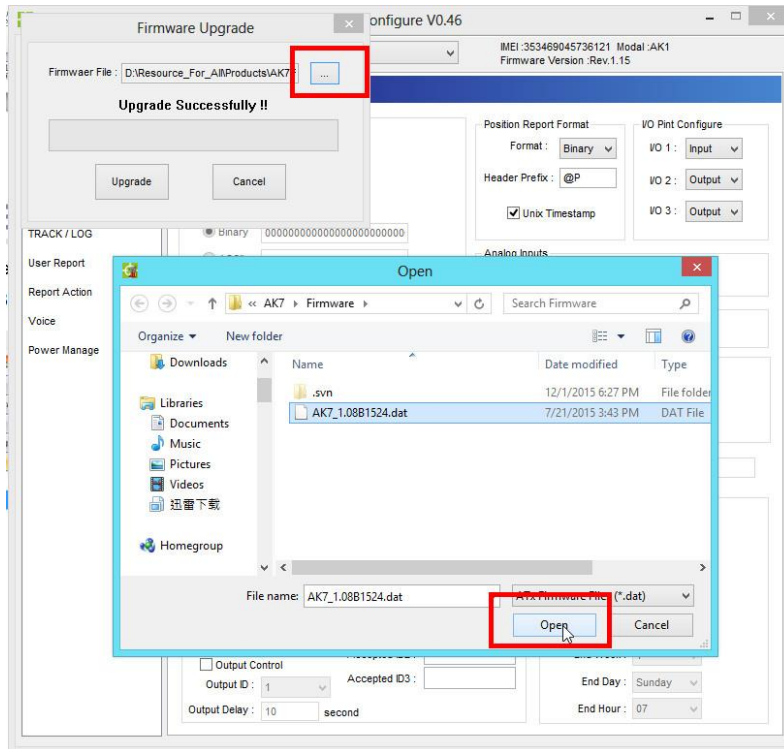 Firmware Upgrade
onfigure V0.46
Firmwaer File : D:\Resource_For_All\Products\AK7\F
...
Upgrade Successfully !!
Upgrade
Cancel
IMEI :353469045736121 Modal :AK1
Firmware Version :Rev.1.15
Position Report Format
Format : Binary
Header Prefix : @P
Unix Timestamp
I/O Pint Configure
I/O 1 : Input
I/O 2 : Output
I/O 3 : Output
TRACK / LOG
User Report
Report Action
Voice
Power Manage
Binary
Analog Inputs
Open
« AK7 Firmware
Search Firmware
Organize
New folder
Downloads
Libraries
Documents
Music
Pictures
Videos
迅雷下载
Homegroup
Name
Date modified
Type
.svn
12/1/2015 6:27 PM
File folder
AK7_1.08B1524.dat
7/21/2015 3:43 PM
DAT File
File name: AK7_1.08B1524.dat
ATx Firmware Files (*.dat)
Open
Cancel
Output Control
Output ID : 1
Output Delay : 10 second
Accepted ID3 :
End Day : Sunday
End Hour : 07